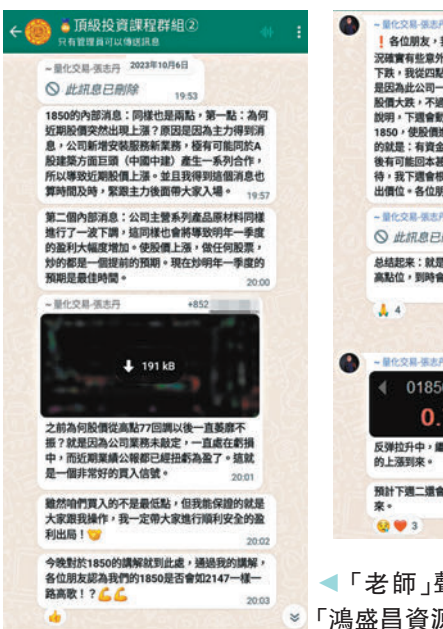 頂級投資課程群組②
只有管理員可以傳送訊息
~量化交易-張志丹
2023年10月6日
此訊息已刪除
19:53
1850的內部消息：同樣也是兩點，第一點：為何
近期股價突然出現上漲？原因是因為主力得到消
息，公司新增安裝服務新業務，極有可能同於A
股建築方面巨頭（中國中建）產生一系列合作，
所以導致近期股價上漲。並且我得到這個消息也
算時間及時，緊跟主力後面帶大家入場。 19:57
第二個內部消息：公司主營系列產品原材料同樣
進行了一波下調，這同樣也會將導致明年一季度
的盈利大幅度增加。使股價上漲，做任何股票，
炒的都是一個提前的預期。現在炒明年一季度的
預期是最佳時間。
20:00
~量化交易-張志丹
+852
191 kB
之前為何股價從高點77回調以後一直萎靡不
振？就是因為公司業務未敲定，一直處在虧損
中，而近期業績公報都已經扭虧為盈了。這就
是一個非常好的買入信號。
20:01
雖然咱們買入的不是最低點，但我能保證的就是
大家跟我操作，我一定帶大家進行順利安全的盈
利出局！
20:02
今晚對於1850的講解就到此處，通過我的講解，
各位朋友認為我們的1850是否會如2147一樣一
路高歌！？
20:03
~量化交易-張志丹
各位朋友，
況確實有些意外
下跌，我從四點
是因為此公司一
股價大跌，不過
說明，下週會動
1850，使股價
的就是：有資金
後有可能回本
待，我下週會
出價位。各位朋
~量化交易-張志丹
此訊息已
總結起來：就是
高點位，到時會
4
~量化交易-張志丹
0185
0.
反彈拉升中，繼
的上漲到來。
預計下週二還會
來。
3
「老師」聲
「鴻盛昌資源